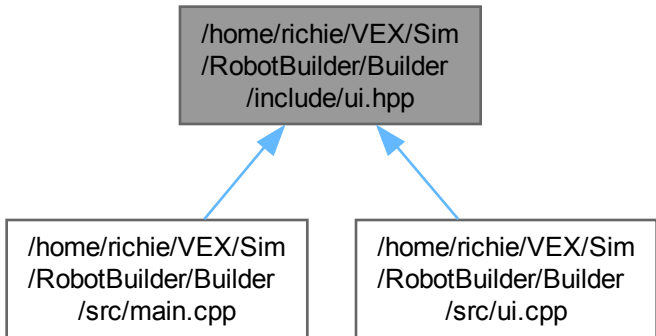 /home/richie/VEX/Sim
/RobotBuilder/Builder
/include/ui.hpp
/home/richie/VEX/Sim
/RobotBuilder/Builder
/src/main.cpp
/home/richie/VEX/Sim
/RobotBuilder/Builder
/src/ui.cpp